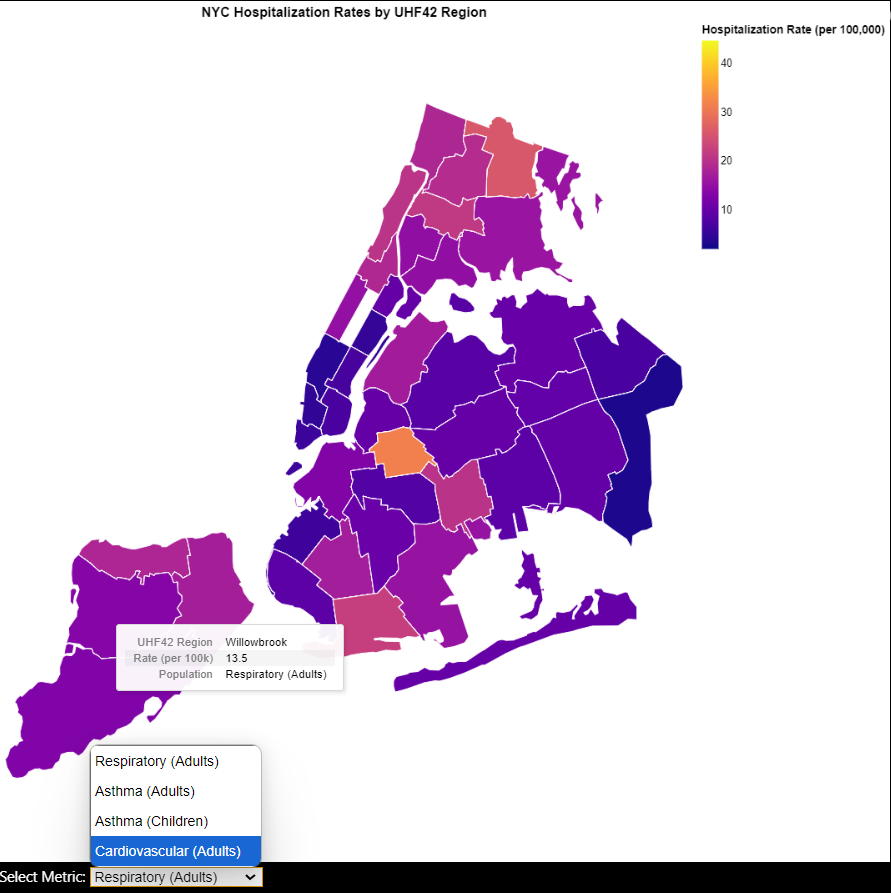 NYC Hospitalization Rates by UHF42 Region
Hospitalization Rate (per 100,000)
40
30
20
10
UHF42 Region Willowbrook
Rate (per 100k) 13.5
Population Respiratory (Adults)
Respiratory (Adults)
Asthma (Adults)
Asthma (Children)
Cardiovascular (Adults)
Select Metric: Respiratory (Adults)